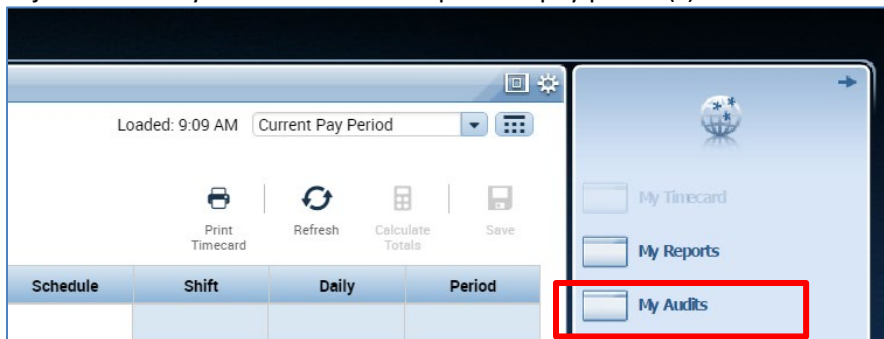 Loaded: 9:09 AM Current Pay Period
Print Timecard
Refresh
Calculate Totals
Save
Schedule Shift Daily Period
My Timecard
My Reports
My Audits